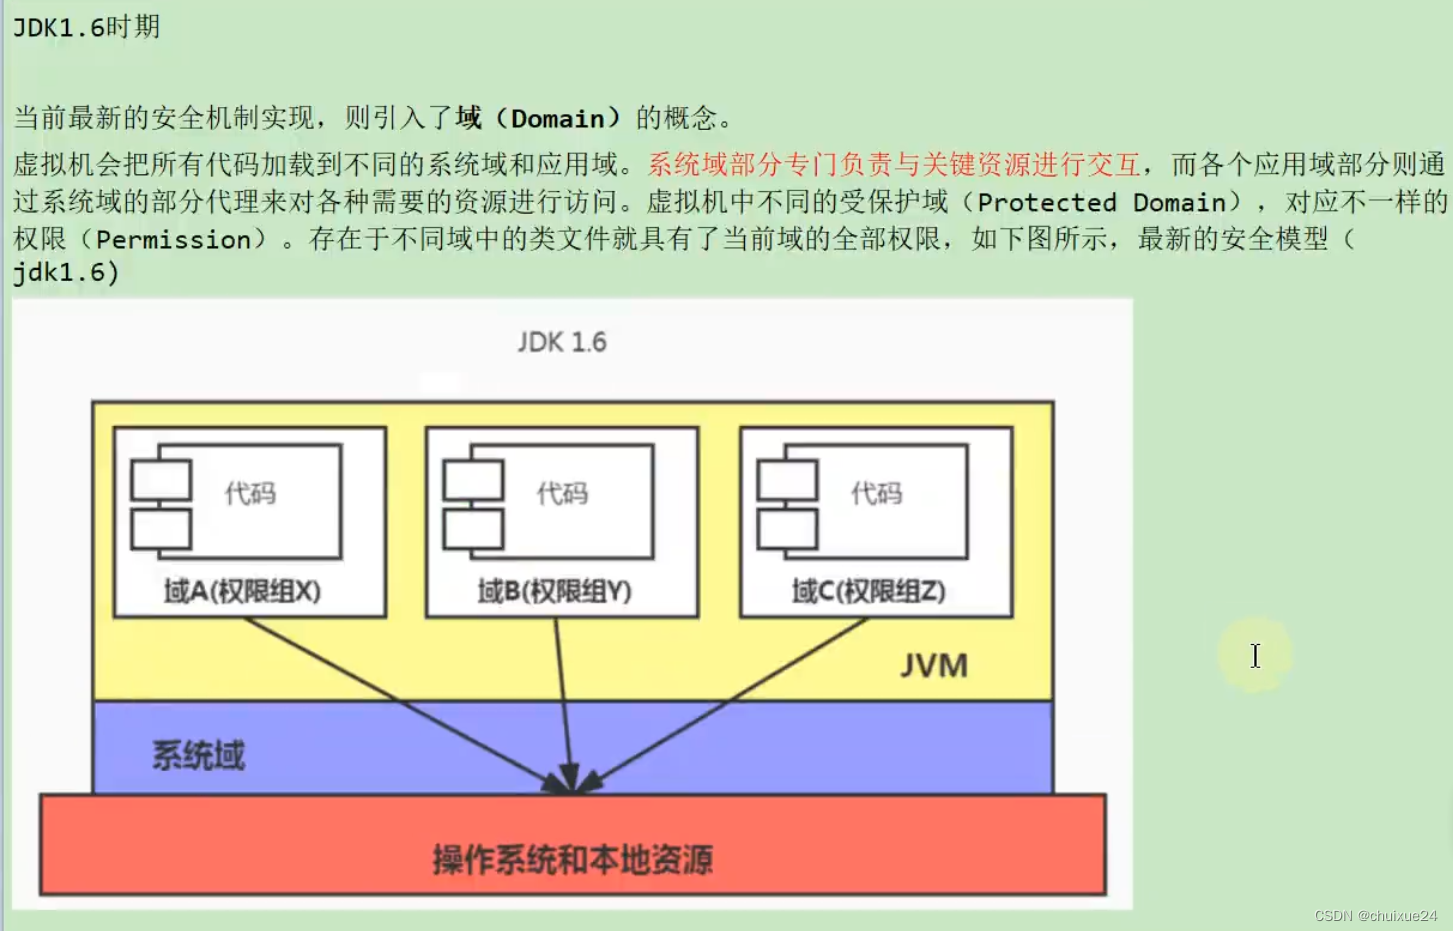 JDK1.6时期
当前最新的安全机制实现，则引入了域（Domain）的概念。
虚拟机会把所有代码加载到不同的系统域和应用域。系统域部分专门负责与关键资源进行交互，而各个应用域部分则通
过系统域的部分代理来对各种需要的资源进行访问。虚拟机中不同的受保护域（Protected Domain），对应不一样的
权限（Permission）。存在于不同域中的类文件就具有了当前域的全部权限，如下图所示，最新的安全模型（
jdk1.6)
JDK 1.6
代码 代码 代码
域A(权限组X) 域B(权限组Y) 域C(权限组Z)
JVM
系统域
操作系统和本地资源
CSDN @chuixue24